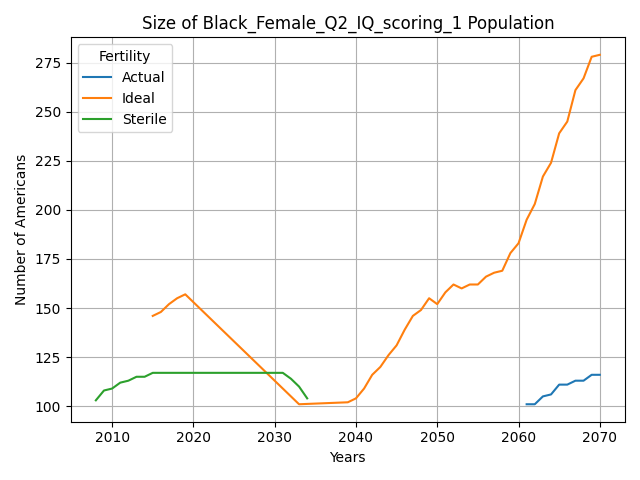 Size of Black_Female_Q2_IQ_scoring_1 Population
Fertility
Actual
Ideal
Sterile
Number of Americans
275
250
225
200
175
150
125
100
2010 2020 2030 2040 2050 2060 2070
Years